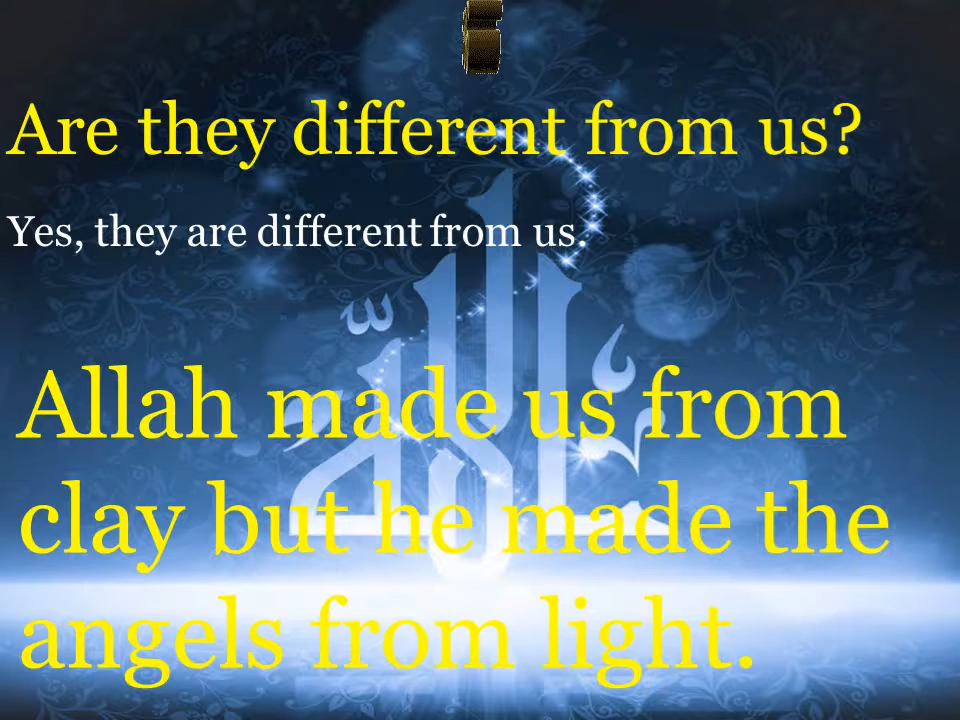 Are they different from us?
Yes, they are different from us.
الله
Allah made us from
clay but he made the
angels from light.